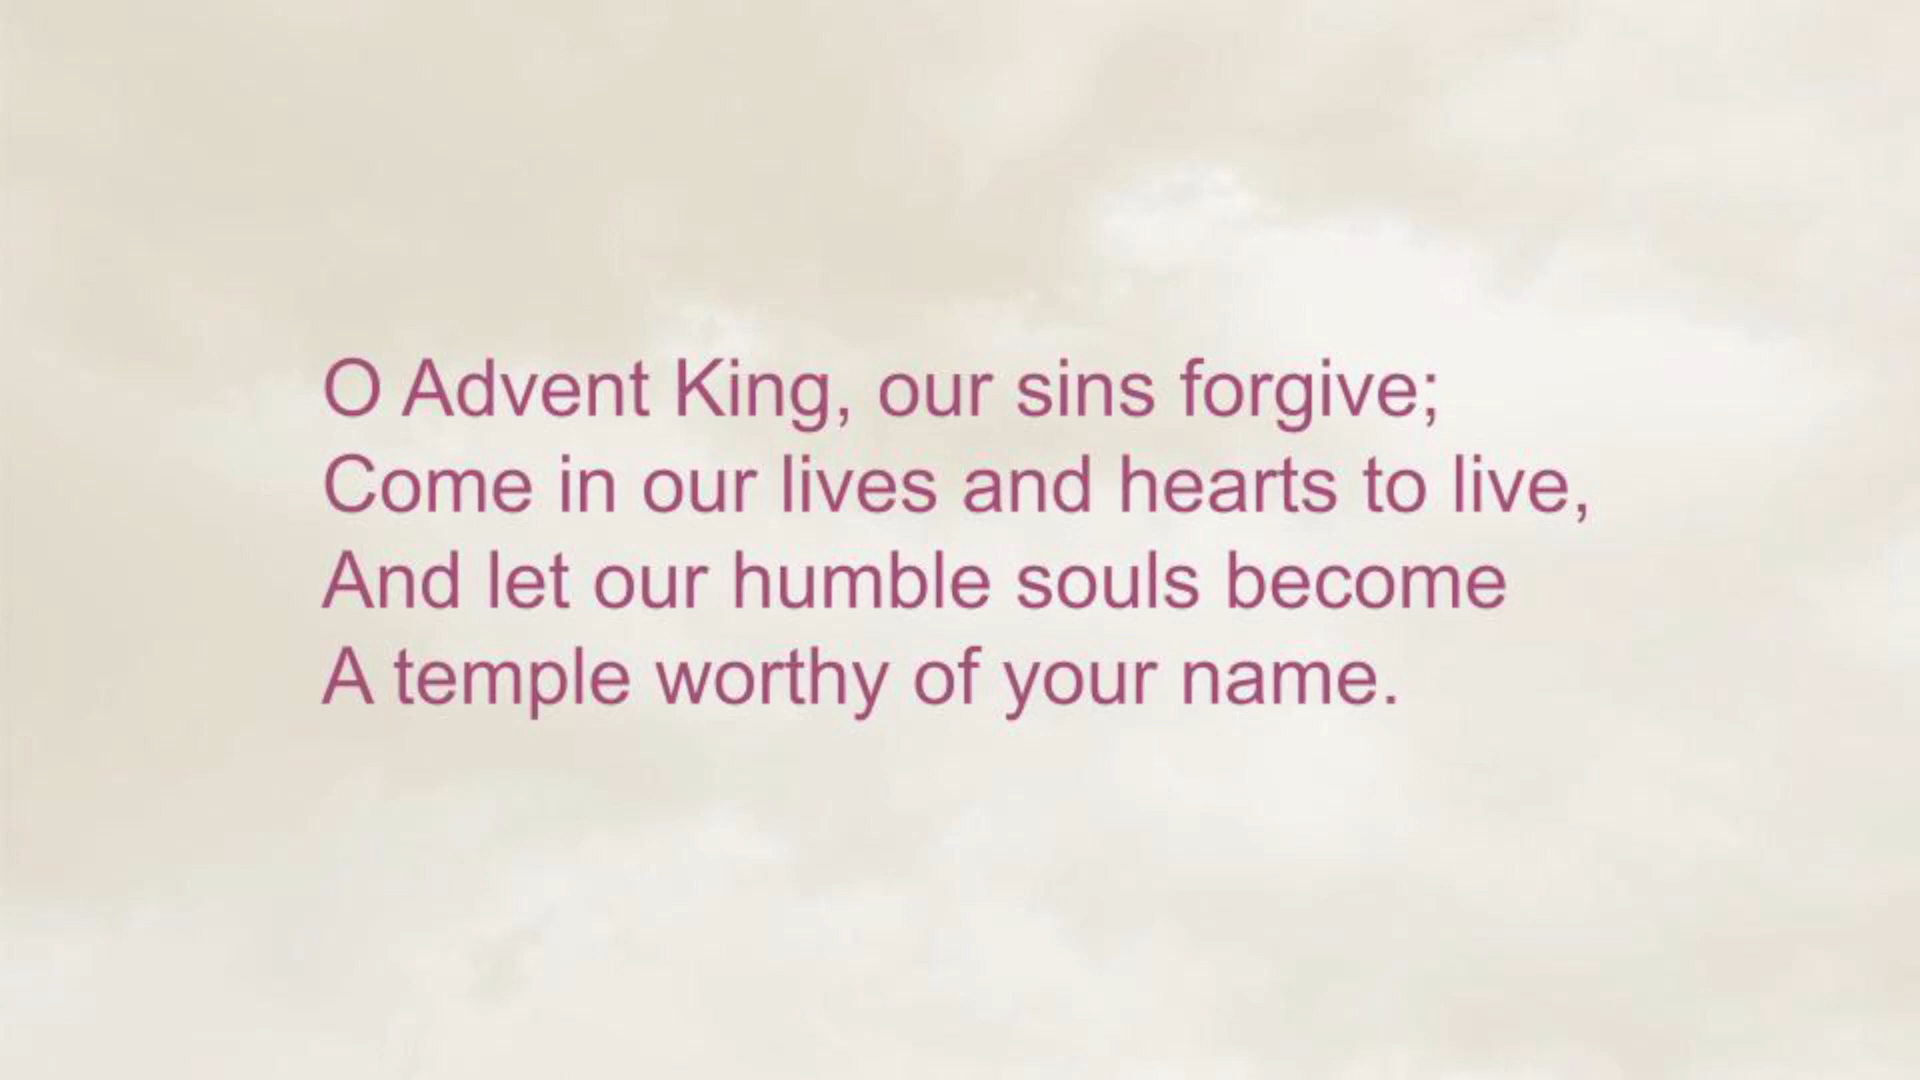 O Advent King, our sins forgive;
Come in our lives and hearts to live,
And let our humble souls become
A temple worthy of your name.